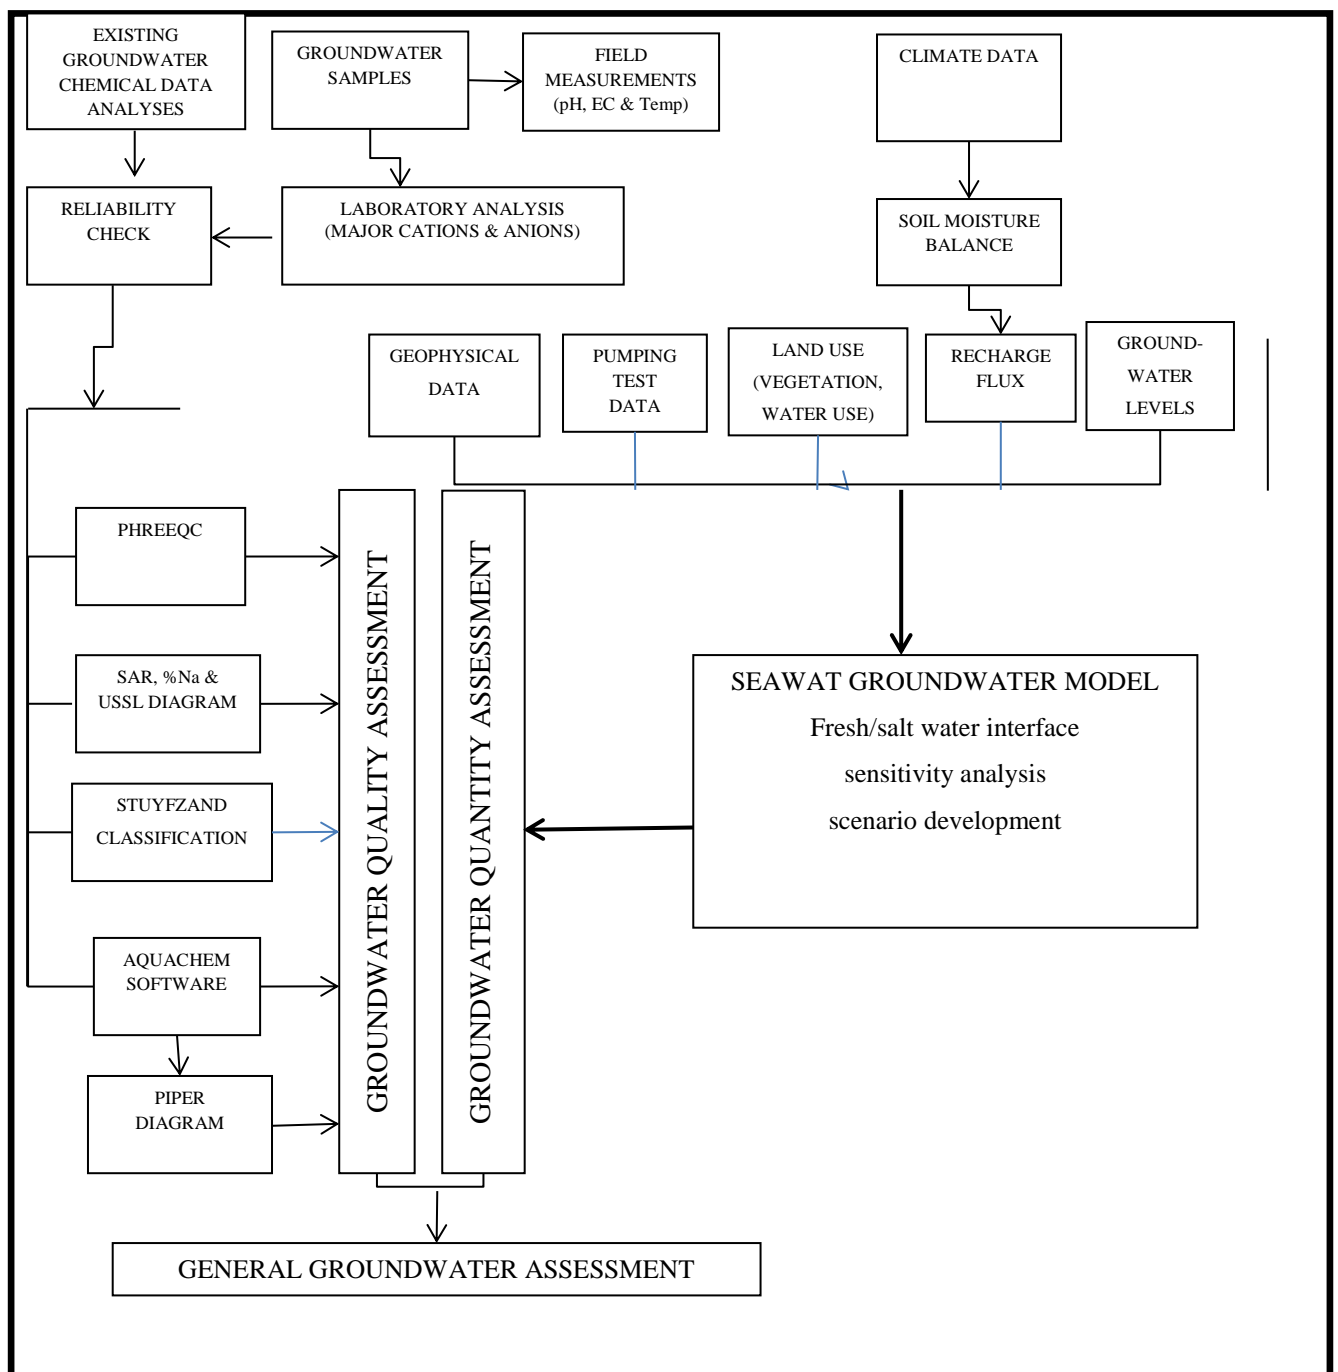 EXISTING
GROUNDWATER
CHEMICAL DATA
ANALYSES
GROUNDWATER
SAMPLES
FIELD
MEASUREMENTS
(pH, EC & Temp)
CLIMATE DATA
RELIABILITY
CHECK
LABORATORY ANALYSIS
(MAJOR CATIONS & ANIONS)
SOIL MOISTURE
BALANCE
GEOPHYSICAL
DATA
PUMPING
TEST
DATA
LAND USE
(VEGETATION,
WATER USE)
RECHARGE
FLUX
GROUND-
WATER
LEVELS
PHREEQC
SAR, %Na &
USSL DIAGRAM
STUYFZAND
CLASSIFICATION
AQUACHEM
SOFTWARE
PIPER
DIAGRAM
GROUNDWATER QUALITY ASSESSMENT
GROUNDWATER QUANTITY ASSESSMENT
SEAWAT GROUNDWATER MODEL
Fresh/salt water interface
sensitivity analysis
scenario development
GENERAL GROUNDWATER ASSESSMENT